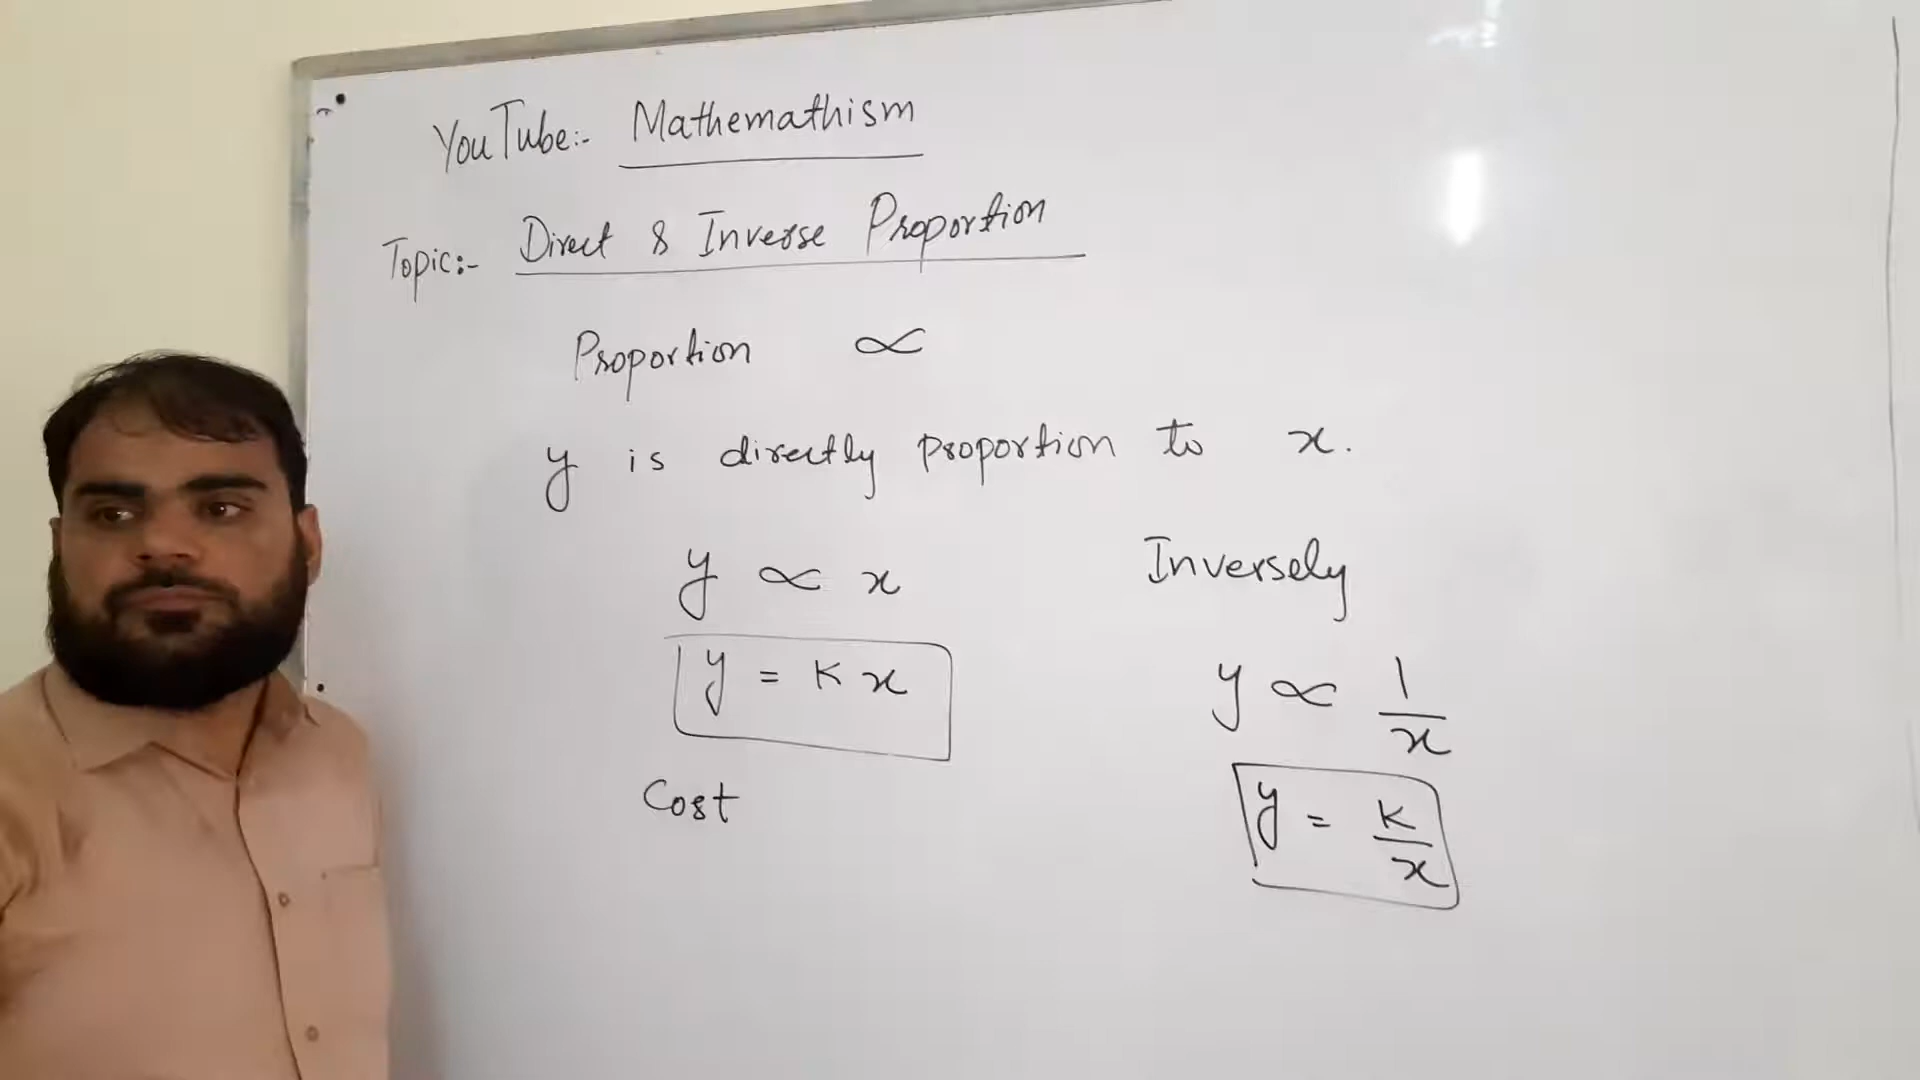 YouTube:- Mathemathism
Topic:- Direct & Inverse Proportion
Proportion ∝
y is directly proportion to x.
y ∝ x
y = K x
Cost
Inversely
y ∝ 1/x
y = K/x